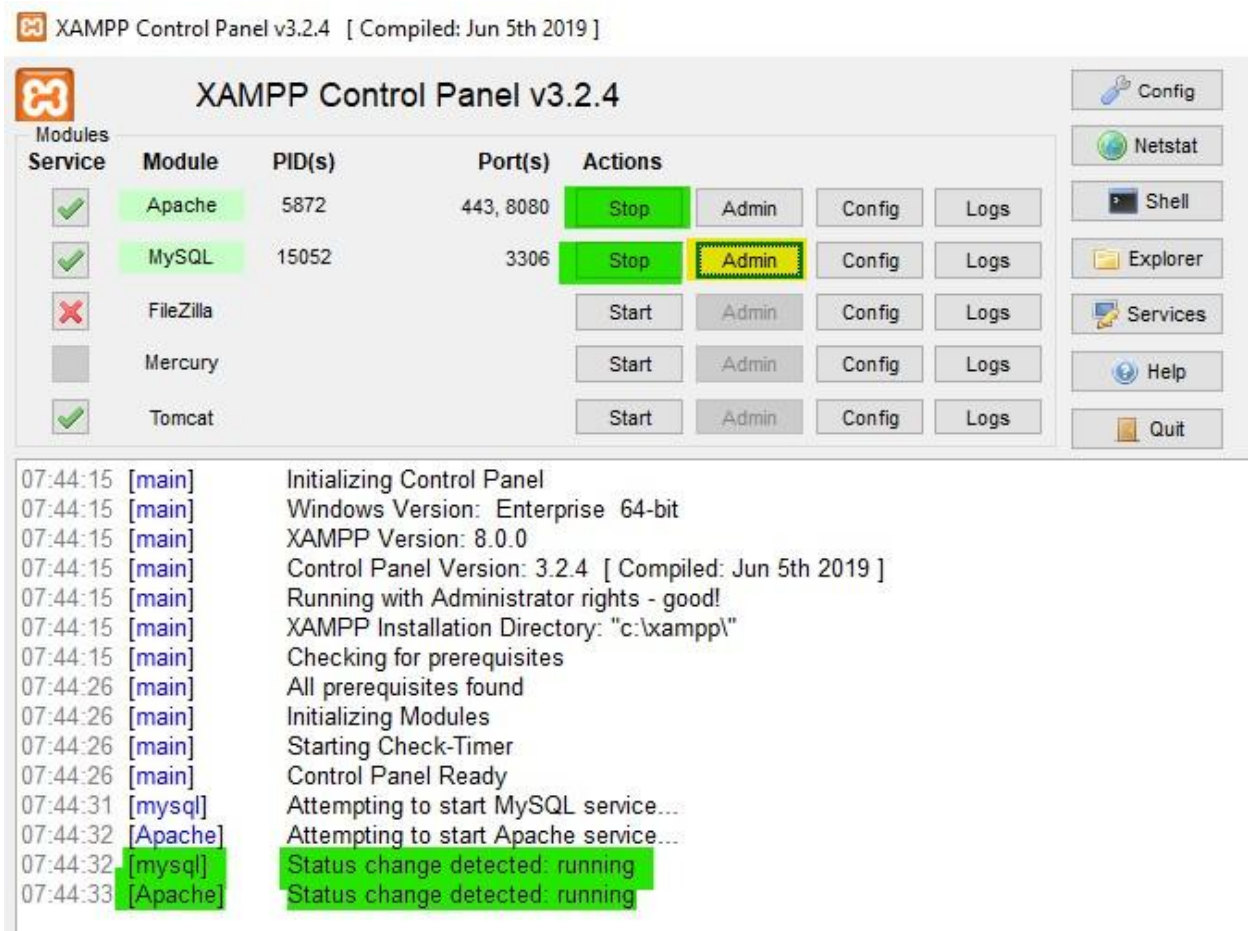 XAMPP Control Panel v3.2.4 [ Compiled: Jun 5th 2019 ]
XAMPP Control Panel v3.2.4
Config
Modules
Netstat
Service Module PID(s) Port(s) Actions
Apache 5872 443, 8080 Stop Admin Config Logs
Shell
MySQL 15052 3306 Stop Admin Config Logs
Explorer
FileZilla Start Admin Config Logs
Services
Mercury Start Admin Config Logs
Help
Tomcat Start Admin Config Logs
Quit
07:44:15 [main] Initializing Control Panel
07:44:15 [main] Windows Version: Enterprise 64-bit
07:44:15 [main] XAMPP Version: 8.0.0
07:44:15 [main] Control Panel Version: 3.2.4 [ Compiled: Jun 5th 2019 ]
07:44:15 [main] Running with Administrator rights - good!
07:44:15 [main] XAMPP Installation Directory: "c:\xampp\"
07:44:15 [main] Checking for prerequisites
07:44:26 [main] All prerequisites found
07:44:26 [main] Initializing Modules
07:44:26 [main] Starting Check-Timer
07:44:26 [main] Control Panel Ready
07:44:31 [mysql] Attempting to start MySQL service...
07:44:32 [Apache] Attempting to start Apache service...
07:44:32 [mysql] Status change detected: running
07:44:33 [Apache] Status change detected: running